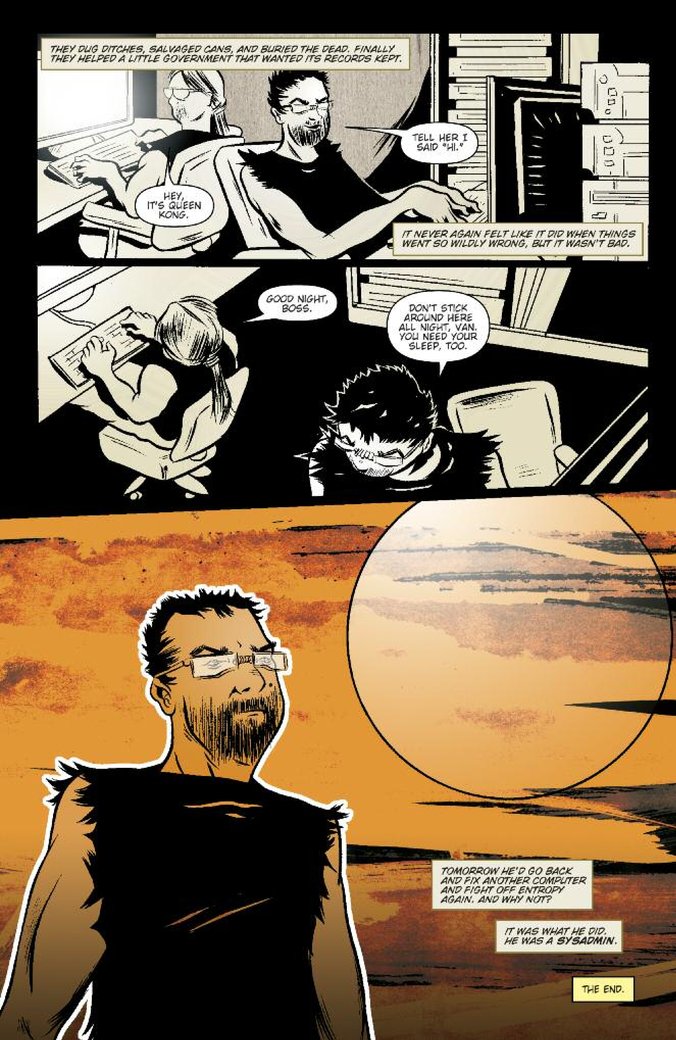 THEY DUG DITCHES, SALVAGED CANS, AND BURIED THE DEAD. FINALLY
THEY HELPED A LITTLE GOVERNMENT THAT WANTED ITS RECORDS KEPT.
HEY,
IT'S QUEEN
KONG.
TELL HER I
SAID "HI."
IT NEVER AGAIN FELT LIKE IT DID WHEN THINGS
WENT SO WILDLY WRONG, BUT IT WASN'T BAD.
GOOD NIGHT,
BOSS.
DON'T STICK
AROUND HERE
ALL NIGHT, VAN.
YOU NEED YOUR
SLEEP, TOO.
TOMORROW HE'D GO BACK
AND FIX ANOTHER COMPUTER
AND FIGHT OFF ENTROPY
AGAIN. AND WHY NOT?
IT WAS WHAT HE DID.
HE WAS A SYSADMIN.
THE END.